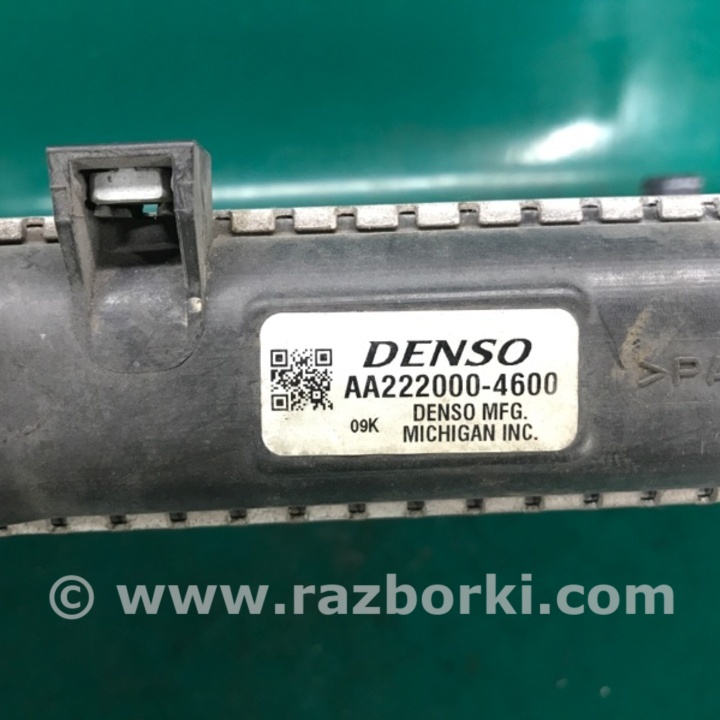 DENSO
AA222000-4600
09K
DENSO MFG.
MICHIGAN INC.
© www.razborki.com